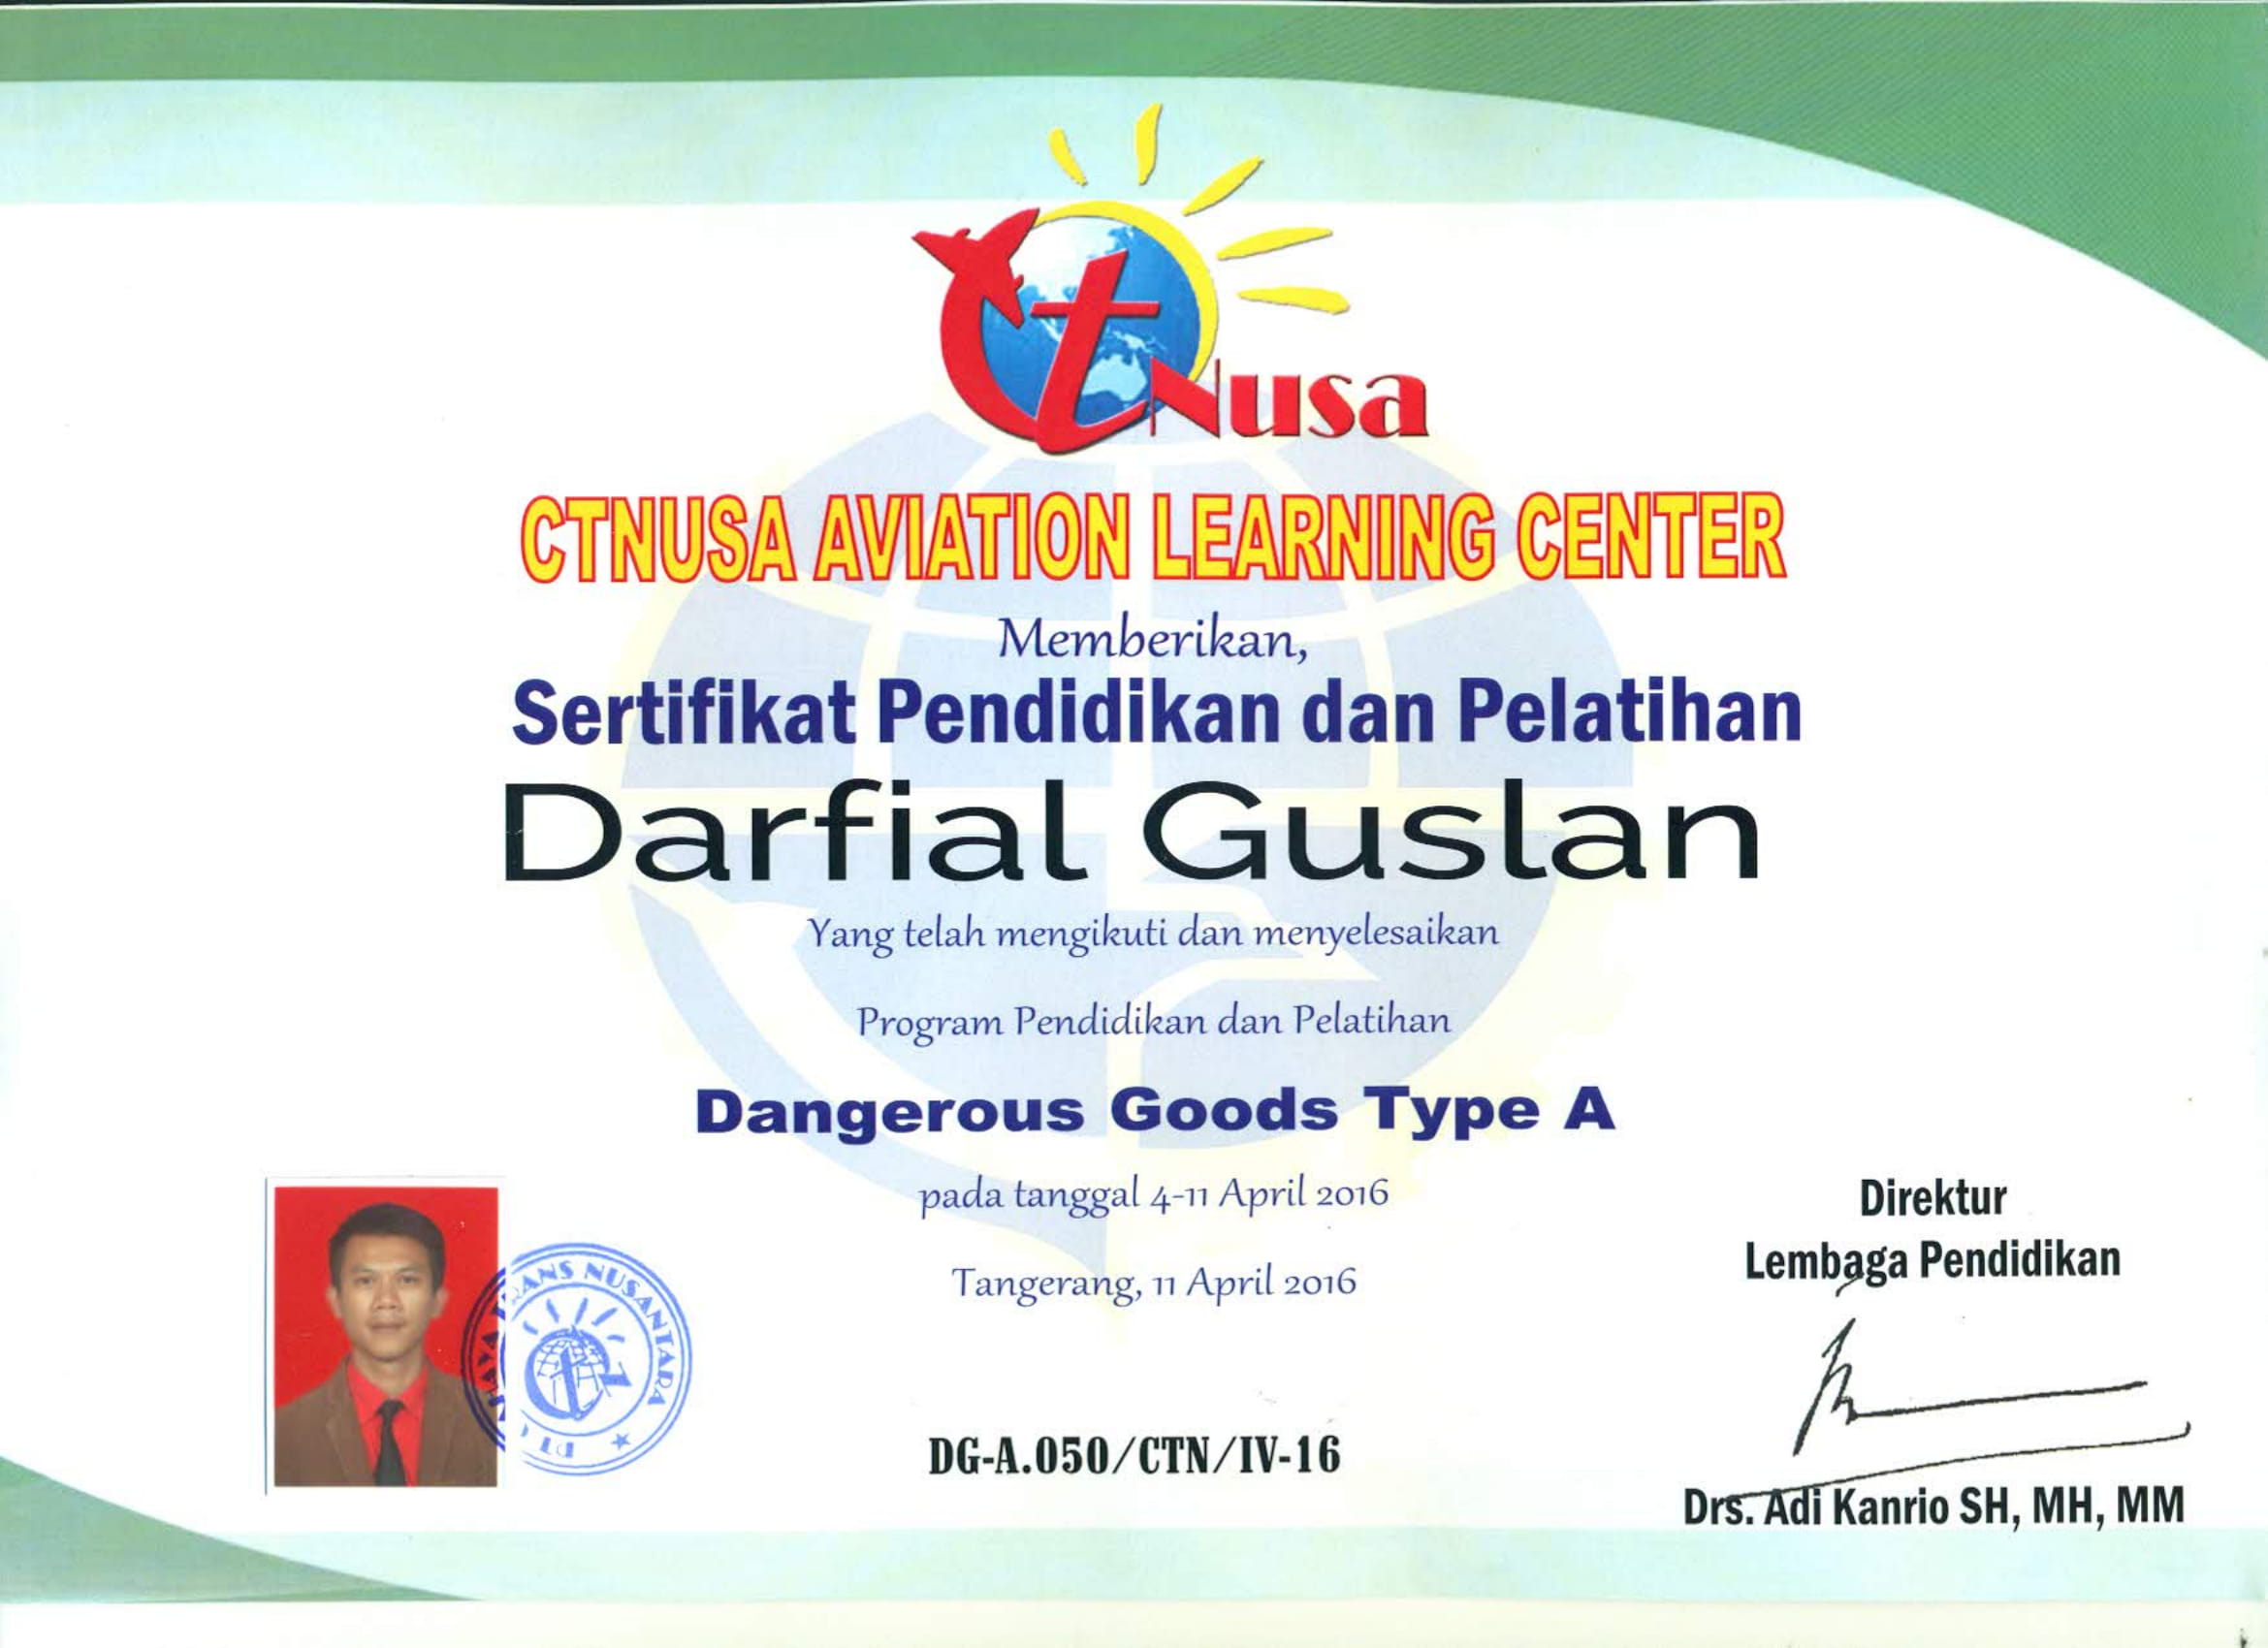 ctNusa
CTNUSA AVIATION LEARNING CENTER
Memberikan,
Sertifikat Pendidikan dan Pelatihan
Darfial Guslan
Yang telah mengikuti dan menyelesaikan
Program Pendidikan dan Pelatihan
Dangerous Goods Type A
pada tanggal 4-11 April 2016
Tangerang, 11 April 2016
DG-A.050/CTN/IV-16
TRANS NUSANTARA
PT
Direktur
Lembaga Pendidikan
Drs. Adi Kanrio SH, MH, MM